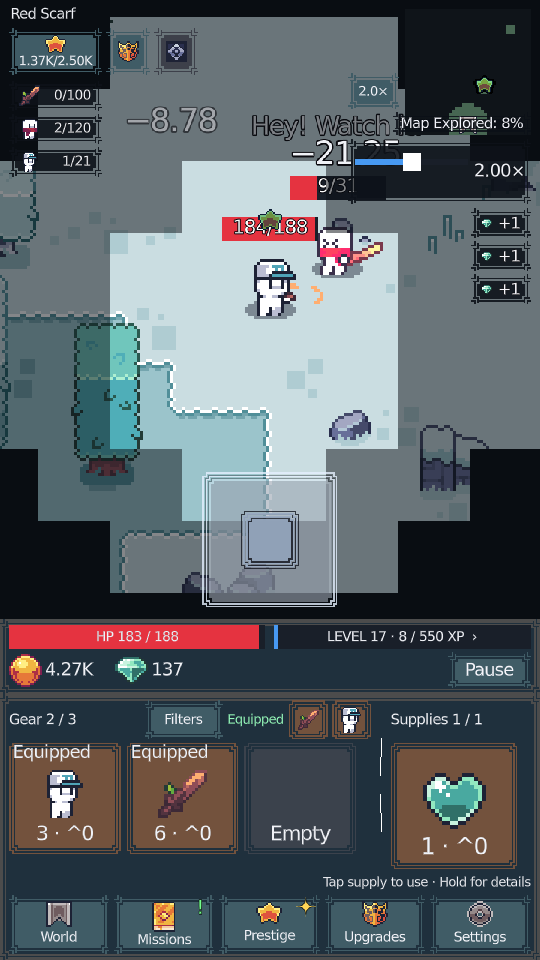 Red Scarf
1.37K/2.50K
0/100
2/120
1/21
2.0×
−8.78
Hey! Watch
Map Explored: 8%
−21.25
2.00×
9/31
184/188
+1
+1
+1
HP 183 / 188
LEVEL 17 · 8 / 550 XP ›
4.27K
137
Pause
Gear 2 / 3
Filters
Equipped
Supplies 1 / 1
Equipped
Equipped
3 · ^0
6 · ^0
Empty
1 · ^0
Tap supply to use · Hold for details
World
Missions
Prestige
Upgrades
Settings